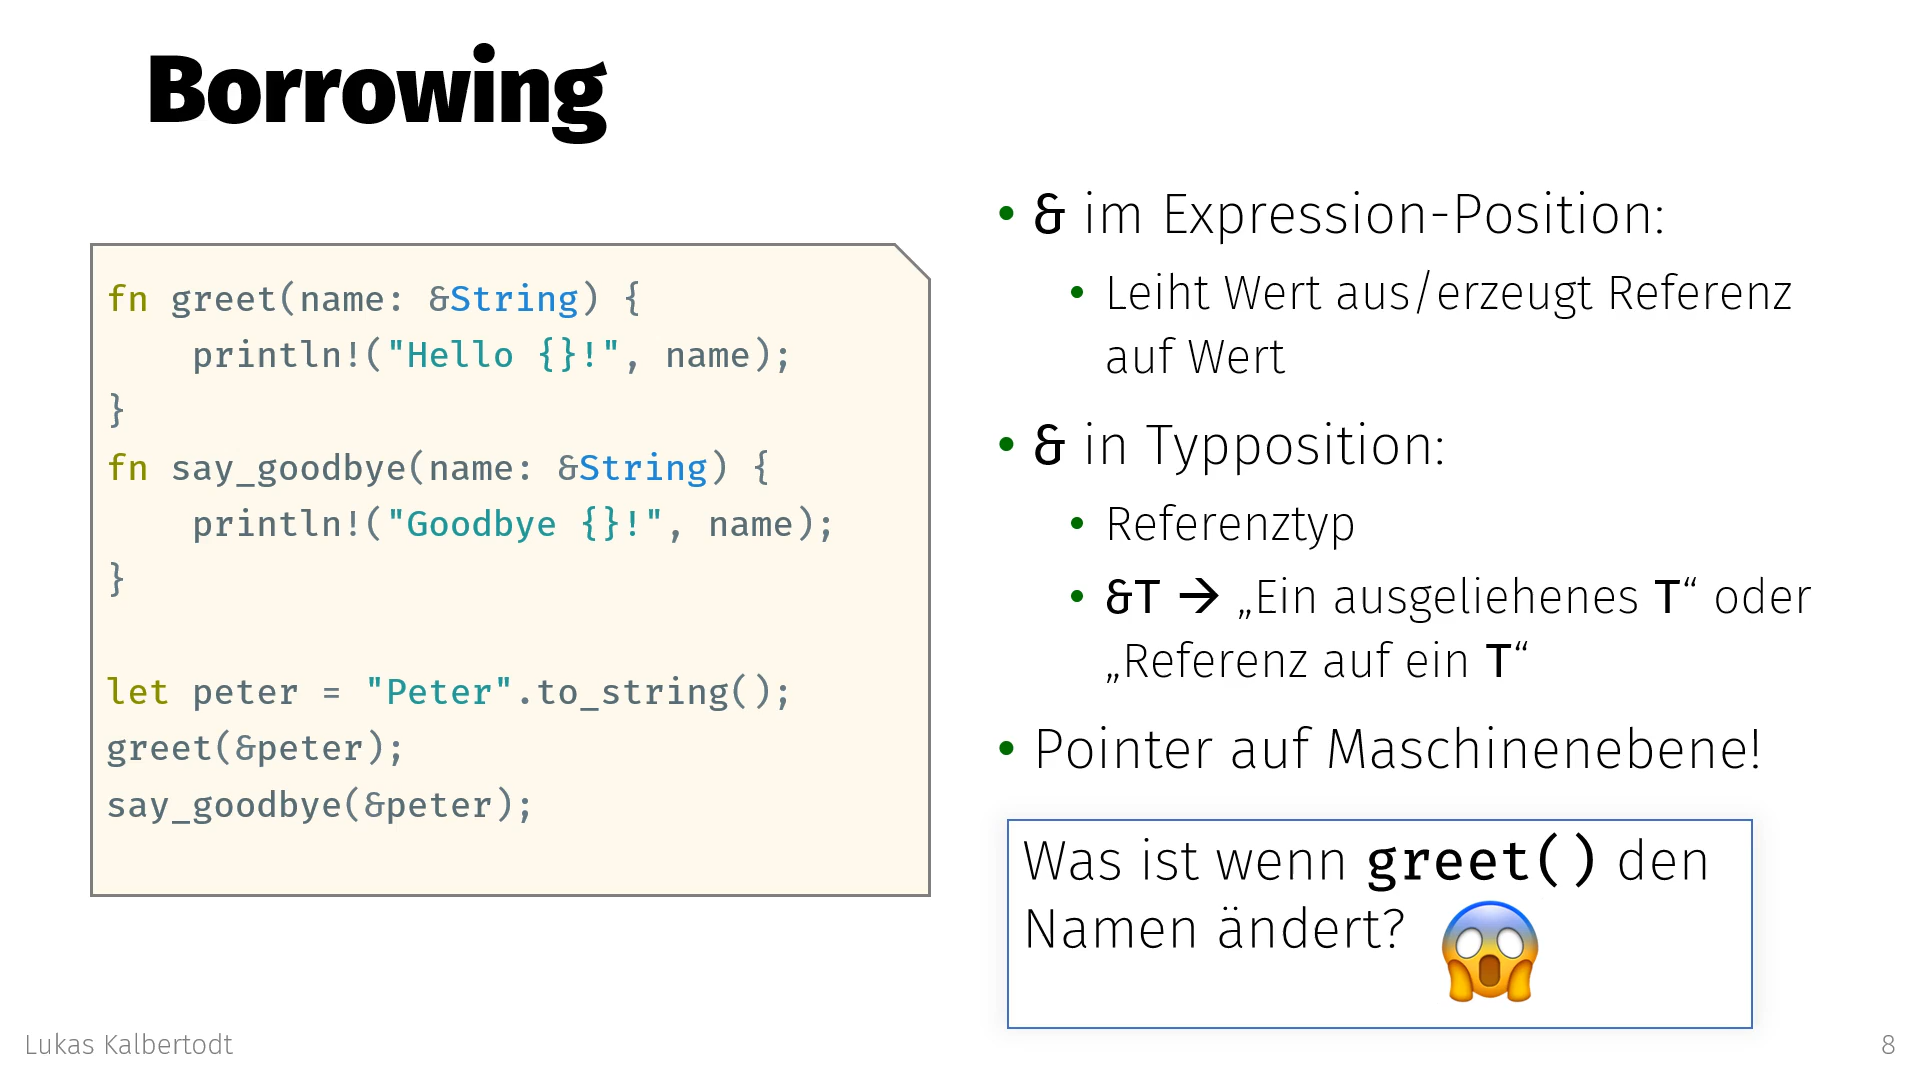 Borrowing
fn greet(name: &String) {
    println!("Hello {}!", name);
}
fn say_goodbye(name: &String) {
    println!("Goodbye {}!", name);
}
let peter = "Peter".to_string();
greet(&peter);
say_goodbye(&peter);
• & im Expression-Position:
• Leiht Wert aus/erzeugt Referenz
auf Wert
• & in Typposition:
• Referenztyp
• &T → „Ein ausgeliehenes T“ oder
„Referenz auf ein T“
• Pointer auf Maschinenebene!
Was ist wenn greet() den
Namen ändert? 😱
Lukas Kalbertodt
8